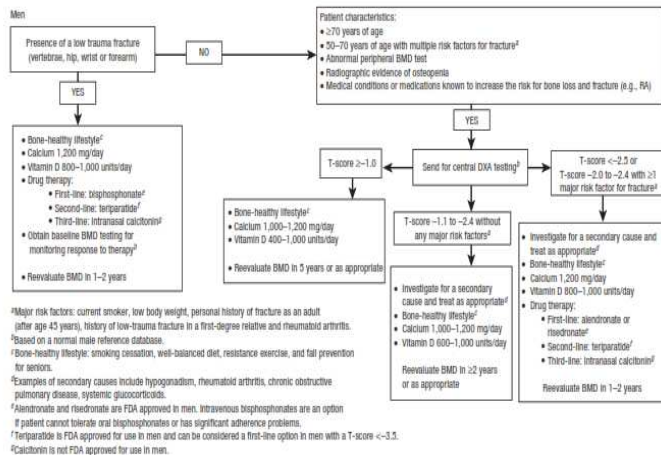 Men
Presence of a low trauma fracture
(vertebrae, hip, wrist or forearm)
NO
Patient characteristics:
• ≥70 years of age
• 50–70 years of age with multiple risk factors for fracture^a
• Abnormal peripheral BMD test
• Radiographic evidence of osteopenia
• Medical conditions or medications known to increase the risk for bone loss and fracture (e.g., RA)
YES
YES
• Bone-healthy lifestyle^c
• Calcium 1,200 mg/day
• Vitamin D 800–1,000 units/day
• Drug therapy:
• First-line: bisphosphonate^e
• Second-line: teriparatide^f
• Third-line: intranasal calcitonin^g
• Obtain baseline BMD testing for
monitoring response to therapy^b
Reevaluate BMD in 1–2 years
T-score ≥–1.0
Send for central DXA testing^b
T-score <–2.5 or
T-score –2.0 to –2.4 with ≥1
major risk factor for fracture^a
• Bone-healthy lifestyle^c
• Calcium 1,000–1,200 mg/day
• Vitamin D 400–1,000 units/day
Reevaluate BMD in 5 years or as appropriate
T-score –1.1 to –2.4 without
any major risk factors^a
• Investigate for a secondary
cause and treat as appropriate^d
• Bone-healthy lifestyle^c
• Calcium 1,000–1,200 mg/day
• Vitamin D 600–1,000 units/day
Reevaluate BMD in ≥2 years
or as appropriate
• Investigate for a secondary cause and
treat as appropriate^d
• Bone-healthy lifestyle^c
• Calcium 1,200 mg/day
• Vitamin D 800–1,000 units/day
• Drug therapy:
• First-line: alendronate or
risedronate^e
• Second-line: teriparatide^f
• Third-line: intranasal calcitonin^g
Reevaluate BMD in 1–2 years
^a Major risk factors: current smoker, low body weight, personal history of fracture as an adult
(after age 45 years), history of low-trauma fracture in a first-degree relative and rheumatoid arthritis.
^b Based on a normal male reference database.
^c Bone-healthy lifestyle: smoking cessation, well-balanced diet, resistance exercise, and fall prevention
for seniors.
^d Examples of secondary causes include hypogonadism, rheumatoid arthritis, chronic obstructive
pulmonary disease, systemic glucocorticoids.
^e Alendronate and risedronate are FDA approved in men. Intravenous bisphosphonates are an option
if patient cannot tolerate oral bisphosphonates or has significant adherence problems.
^f Teriparatide is FDA approved for use in men and can be considered a first-line option in men with a T-score <–3.5.
^g Calcitonin is not FDA approved for use in men.